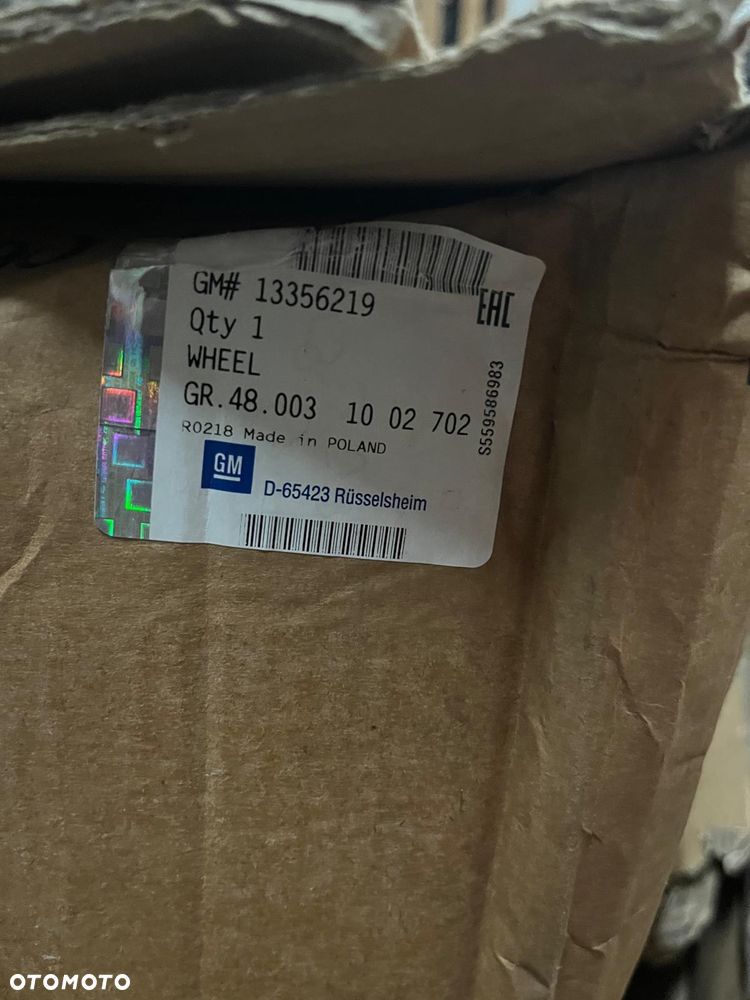 GM# 13356219
EAC
Qty 1
WHEEL
GR.48.003 10 02 702
S559586983
R0218 Made in POLAND
GM
D-65423 Rüsselsheim
OTOMOTO